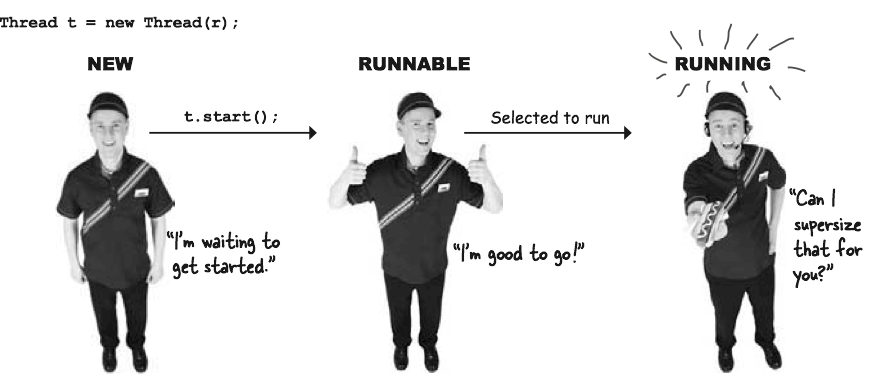 Thread t = new Thread(r);
NEW
t.start();
RUNNABLE
Selected to run
RUNNING
"I'm waiting to
get started."
"I'm good to go!"
"Can I
supersize
that for
you?"